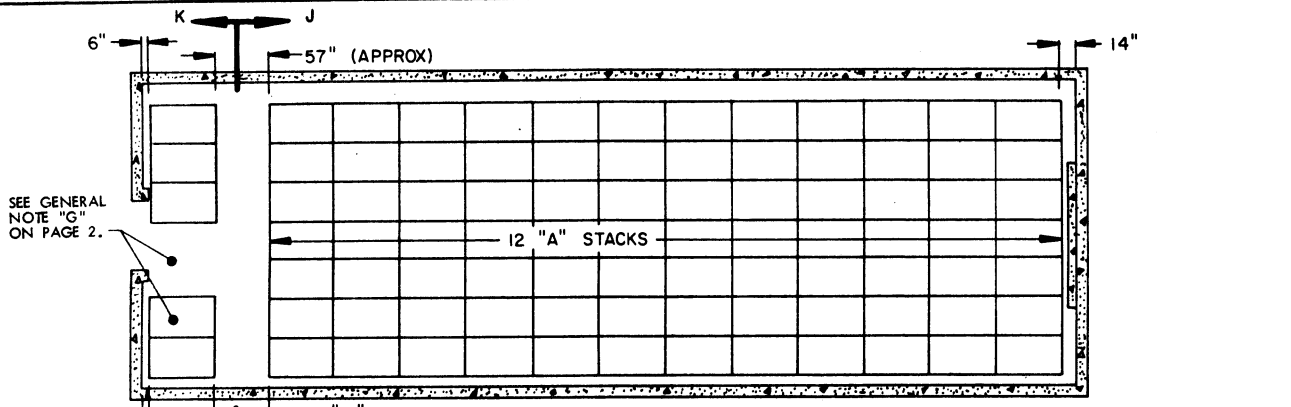 K J
6"
57" (APPROX)
14"
SEE GENERAL
NOTE "G"
ON PAGE 2.
12 "A" STACKS